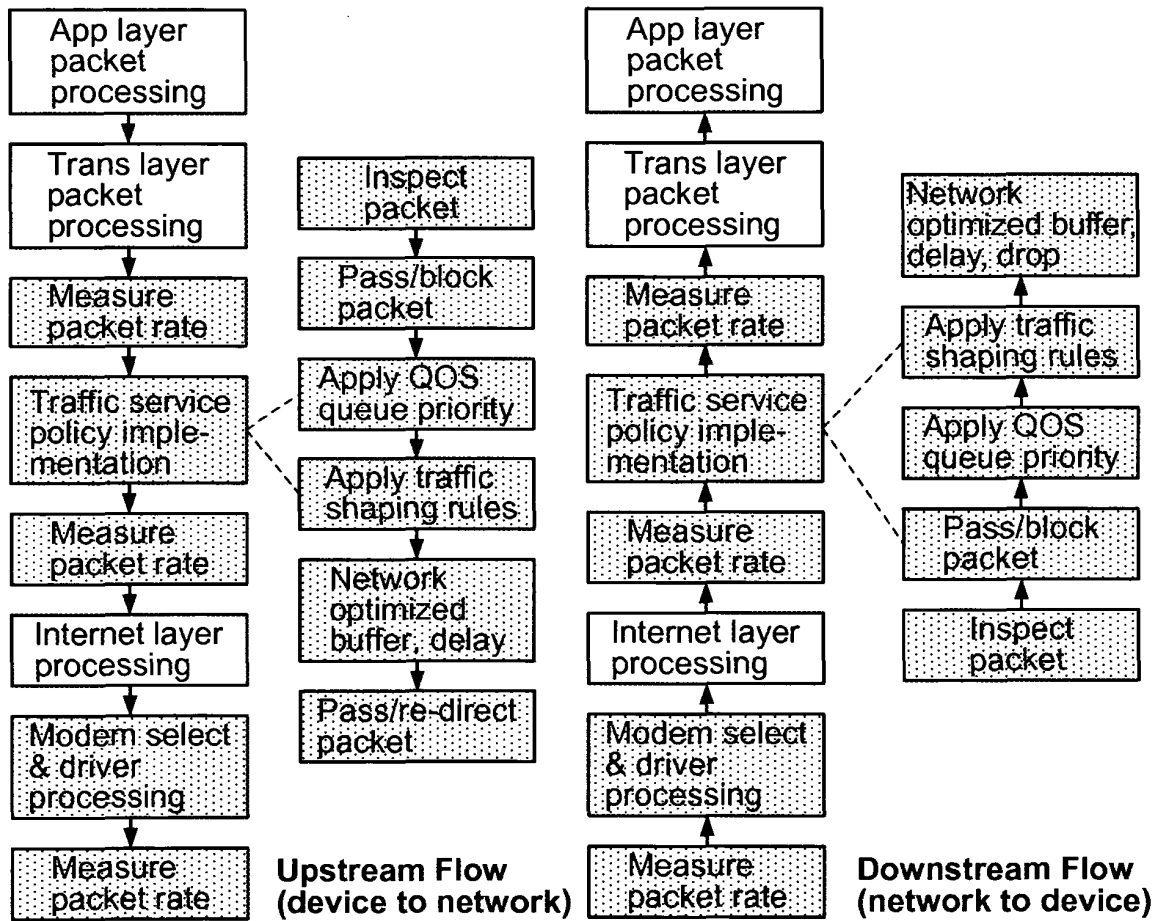 App layer
packet
processing
Trans layer
packet
processing
Measure
packet rate
Traffic service
policy imple-
mentation
Measure
packet rate
Internet layer
processing
Modem select
& driver
processing
Measure
packet rate
Inspect
packet
Pass/block
packet
Apply QOS
queue priority
Apply traffic
shaping rules
Network
optimized
buffer, delay
Pass/re-direct
packet
Upstream Flow
(device to network)
App layer
packet
processing
Trans layer
packet
processing
Measure
packet rate
Traffic service
policy imple-
mentation
Measure
packet rate
Internet layer
processing
Modem select
& driver
processing
Measure
packet rate
Network
optimized buffer,
delay, drop
Apply traffic
shaping rules
Apply QOS
queue priority
Pass/block
packet
Inspect
packet
Downstream Flow
(network to device)